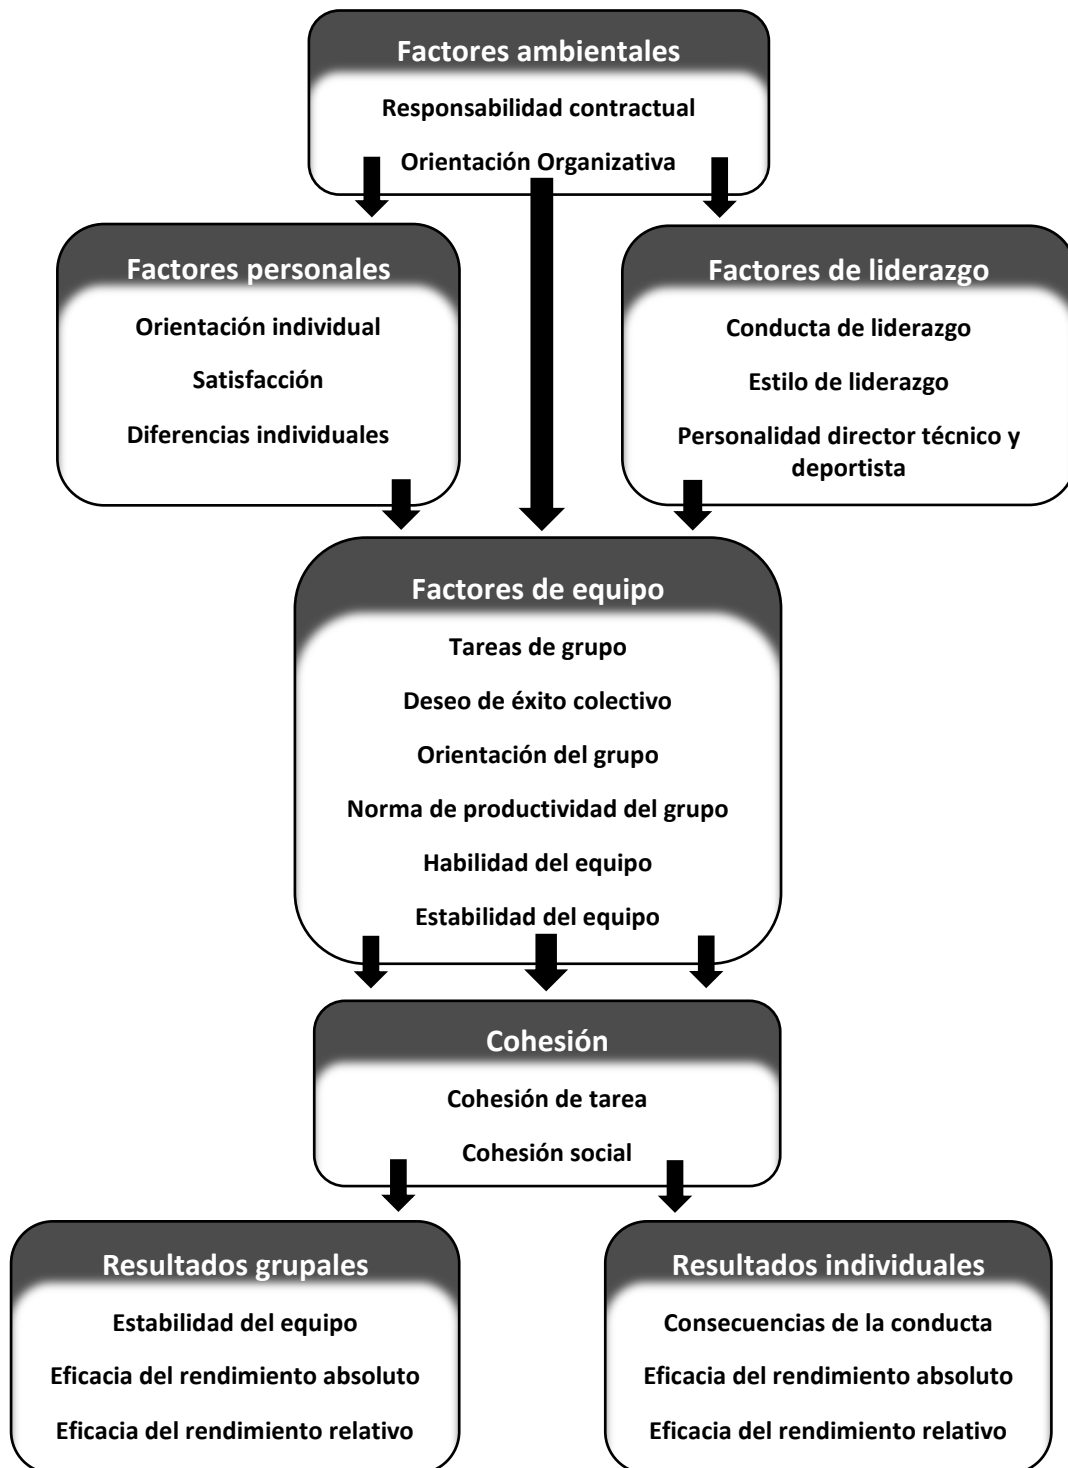 Factores ambientales
Responsabilidad contractual
Orientación Organizativa
Factores personales
Orientación individual
Satisfacción
Diferencias individuales
Factores de liderazgo
Conducta de liderazgo
Estilo de liderazgo
Personalidad director técnico y
deportista
Factores de equipo
Tareas de grupo
Deseo de éxito colectivo
Orientación del grupo
Norma de productividad del grupo
Habilidad del equipo
Estabilidad del equipo
Cohesión
Cohesión de tarea
Cohesión social
Resultados grupales
Estabilidad del equipo
Eficacia del rendimiento absoluto
Eficacia del rendimiento relativo
Resultados individuales
Consecuencias de la conducta
Eficacia del rendimiento absoluto
Eficacia del rendimiento relativo